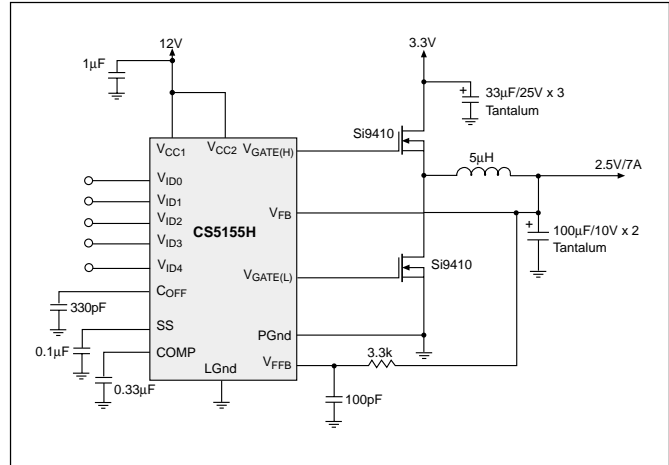 12V
3.3V
1µF
33µF/25V x 3
Tantalum
Si9410
VCC1
VCC2
VGATE(H)
5µH
2.5V/7A
VID0
VID1
VID2
VID3
VID4
VFB
CS5155H
100µF/10V x 2
Tantalum
Si9410
VGATE(L)
COFF
330pF
SS
PGnd
0.1µF
COMP
3.3k
VFFB
LGnd
0.33µF
100pF
+
+